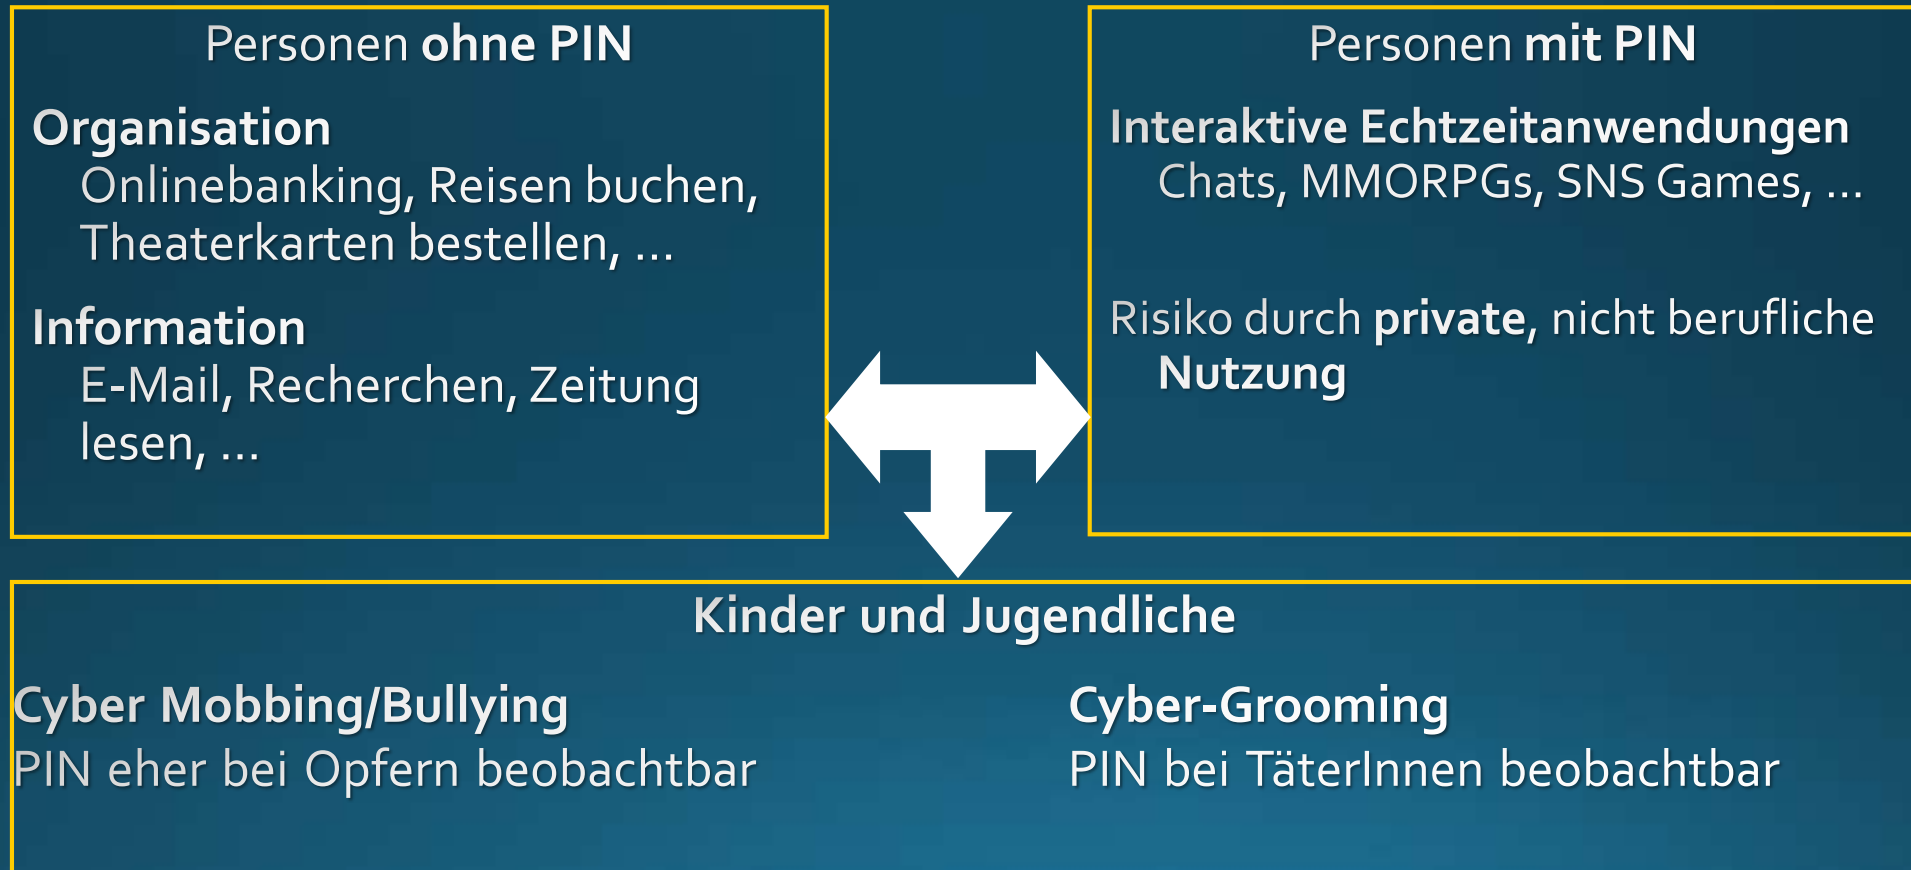 Personen ohne PIN
Organisation
Onlinebanking, Reisen buchen,
Theaterkarten bestellen, ...
Information
E-Mail, Recherchen, Zeitung
lesen, ...
Personen mit PIN
Interaktive Echtzeitanwendungen
Chats, MMORPGs, SNS Games, ...
Risiko durch private, nicht berufliche
Nutzung
Kinder und Jugendliche
Cyber Mobbing/Bullying
PIN eher bei Opfern beobachtbar
Cyber-Grooming
PIN bei TäterInnen beobachtbar